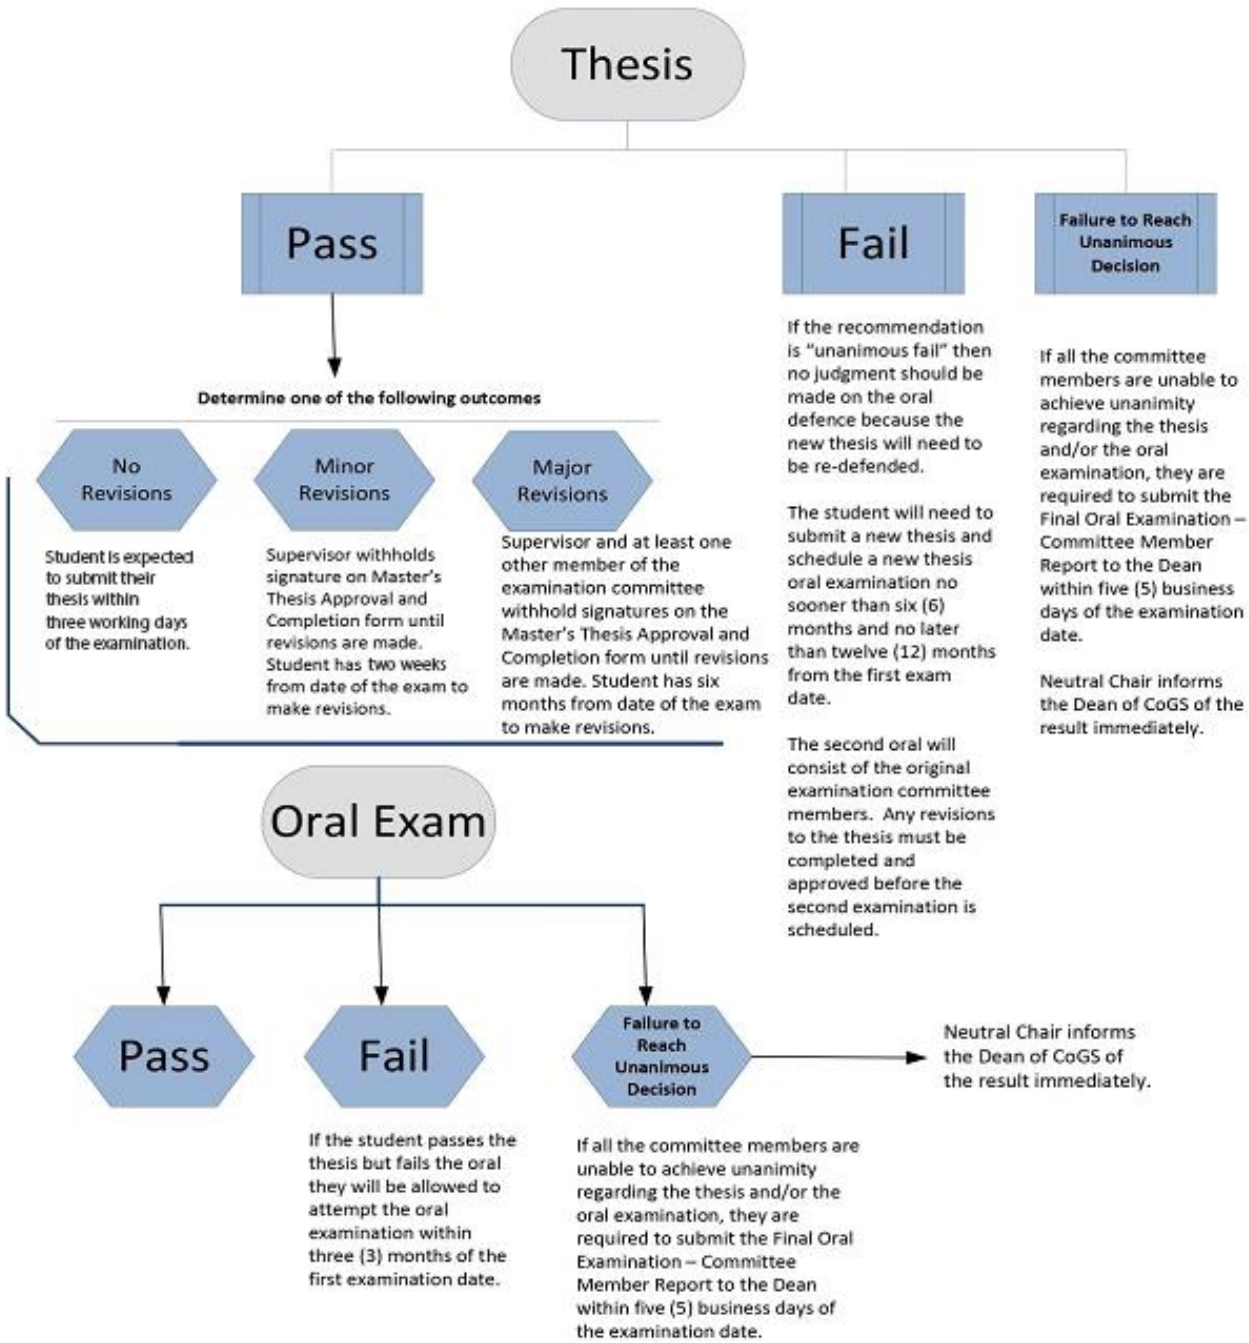 Thesis
Pass
Fail
Failure to Reach
Unanimous
Decision
Determine one of the following outcomes
No
Revisions
Student is expected
to submit their
thesis within
three working days
of the examination.
Minor
Revisions
Supervisor withholds
signature on Master's
Thesis Approval and
Completion form until
revisions are made.
Student has two weeks
from date of the exam to
make revisions.
Major
Revisions
Supervisor and at least one
other member of the
examination committee
withhold signatures on the
Master's Thesis Approval and
Completion form until revisions
are made. Student has six
months from date of the exam
to make revisions.
If the recommendation
is “unanimous fail” then
no judgment should be
made on the oral
defence because the
new thesis will need to
be re-defended.
The student will need to
submit a new thesis and
schedule a new thesis
oral examination no
sooner than six (6)
months and no later
than twelve (12) months
from the first exam
date.
The second oral will
consist of the original
examination committee
members. Any revisions
to the thesis must be
completed and
approved before the
second examination is
scheduled.
If all the committee
members are unable to
achieve unanimity
regarding the thesis
and/or the oral
examination, they are
required to submit the
Final Oral Examination –
Committee Member
Report to the Dean
within five (5) business
days of the examination
date.
Neutral Chair informs
the Dean of CoGS of the
result immediately.
Oral Exam
Pass
Fail
If the student passes the
thesis but fails the oral
they will be allowed to
attempt the oral
examination within
three (3) months of the
first examination date.
Failure to
Reach
Unanimous
Decision
If all the committee members are
unable to achieve unanimity
regarding the thesis and/or the
oral examination, they are
required to submit the Final Oral
Examination – Committee
Member Report to the Dean
within five (5) business days of
the examination date.
Neutral Chair informs
the Dean of CoGS of
the result immediately.